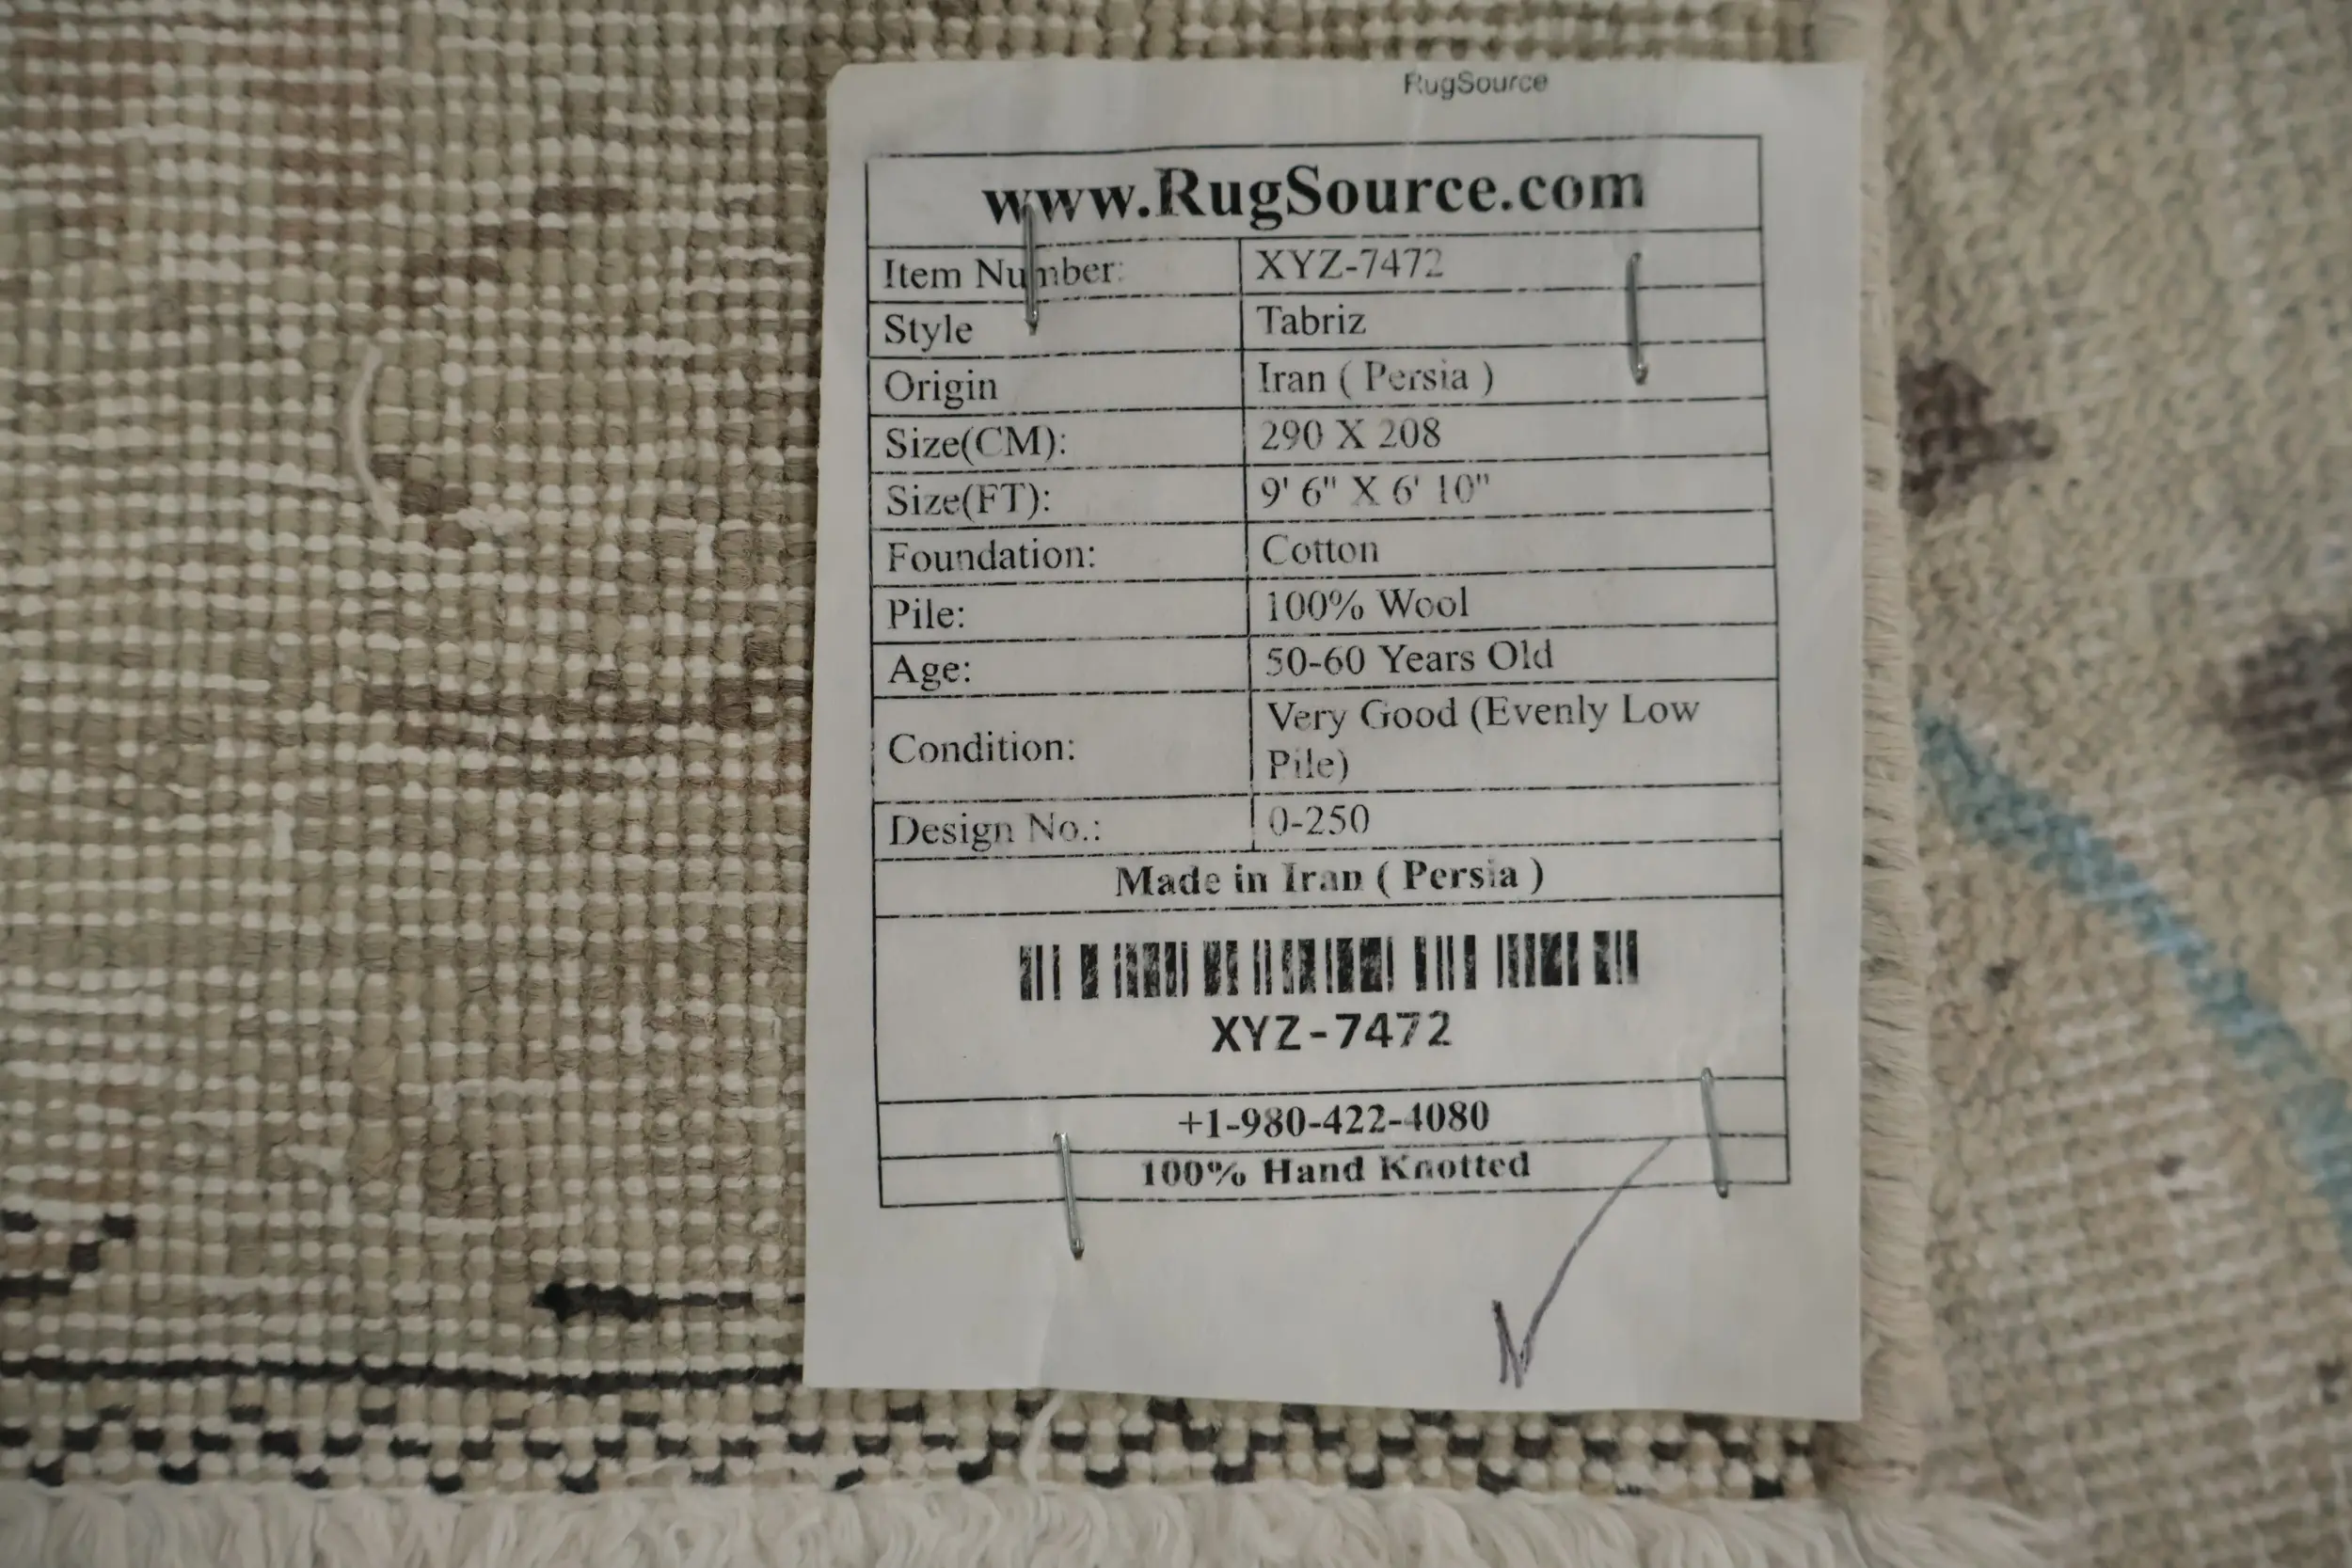 RugSource
www.RugSource.com
Item Number: XYZ-7472
Style Tabriz
Origin Iran ( Persia )
Size(CM): 290 X 208
Size(FT): 9' 6" X 6' 10"
Foundation: Cotton
Pile: 100% Wool
Age: 50-60 Years Old
Condition: Very Good (Evenly Low
Pile)
Design No.: 0-250
Made in Iran ( Persia )
XYZ-7472
+1-980-422-4080
100% Hand Knotted